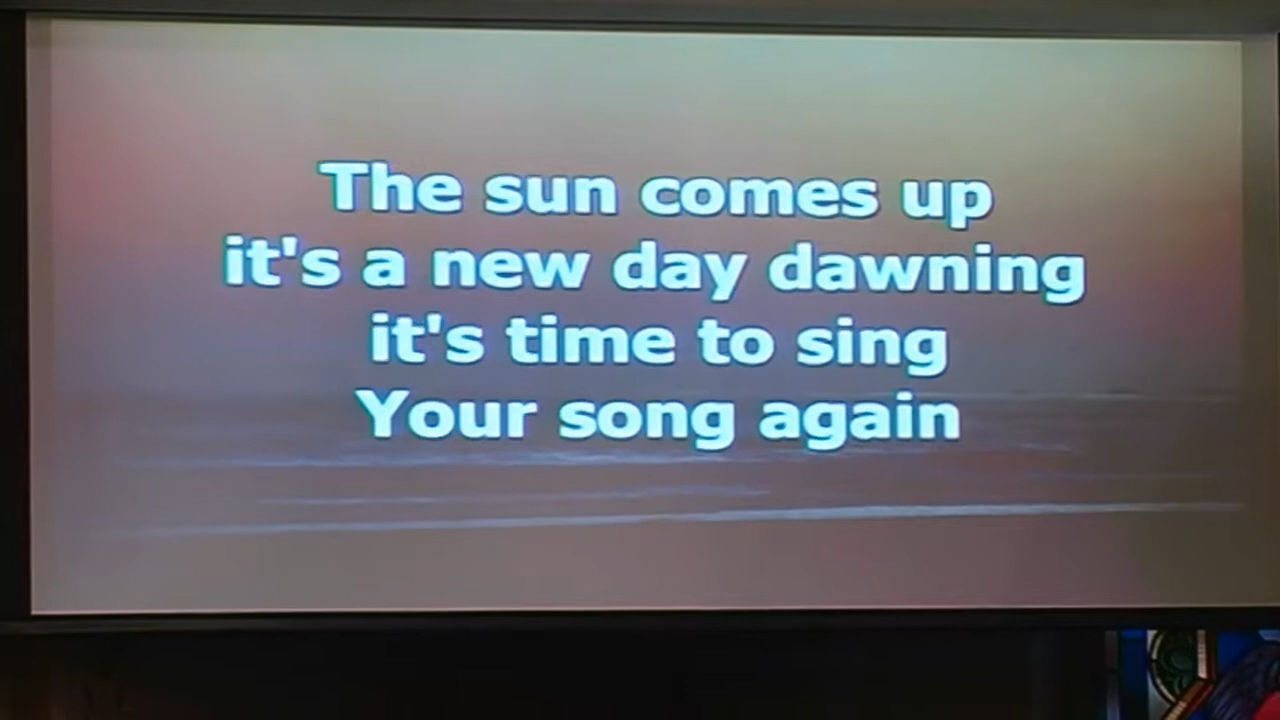 The sun comes up
it's a new day dawning
it's time to sing
Your song again